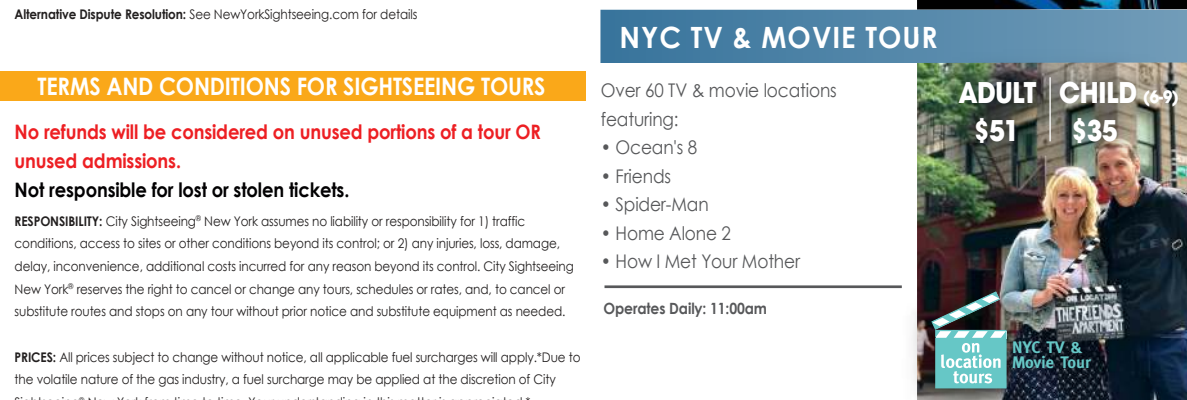 Alternative Dispute Resolution: See NewYorkSightseeing.com for details
TERMS AND CONDITIONS FOR SIGHTSEEING TOURS
No refunds will be considered on unused portions of a tour OR
unused admissions.
Not responsible for lost or stolen tickets.
RESPONSIBILITY: City Sightseeing® New York assumes no liability or responsibility for 1) traffic
conditions, access to sites or other conditions beyond its control; or 2) any injuries, loss, damage,
delay, inconvenience, additional costs incurred for any reason beyond its control. City Sightseeing
New York® reserves the right to cancel or change any tours, schedules or rates, and, to cancel or
substitute routes and stops on any tour without prior notice and substitute equipment as needed.
PRICES: All prices subject to change without notice, all applicable fuel surcharges will apply.*Due to
the volatile nature of the gas industry, a fuel surcharge may be applied at the discretion of City
NYC TV & MOVIE TOUR
Over 60 TV & movie locations
featuring:
• Ocean's 8
• Friends
• Spider-Man
• Home Alone 2
• How I Met Your Mother
Operates Daily: 11:00am
ADULT CHILD (6-9)
$51 $35
OAKLEY
ON LOCATION
THE FRIENDS
APARTMENT
on
location
tours
NYC TV &
Movie Tour